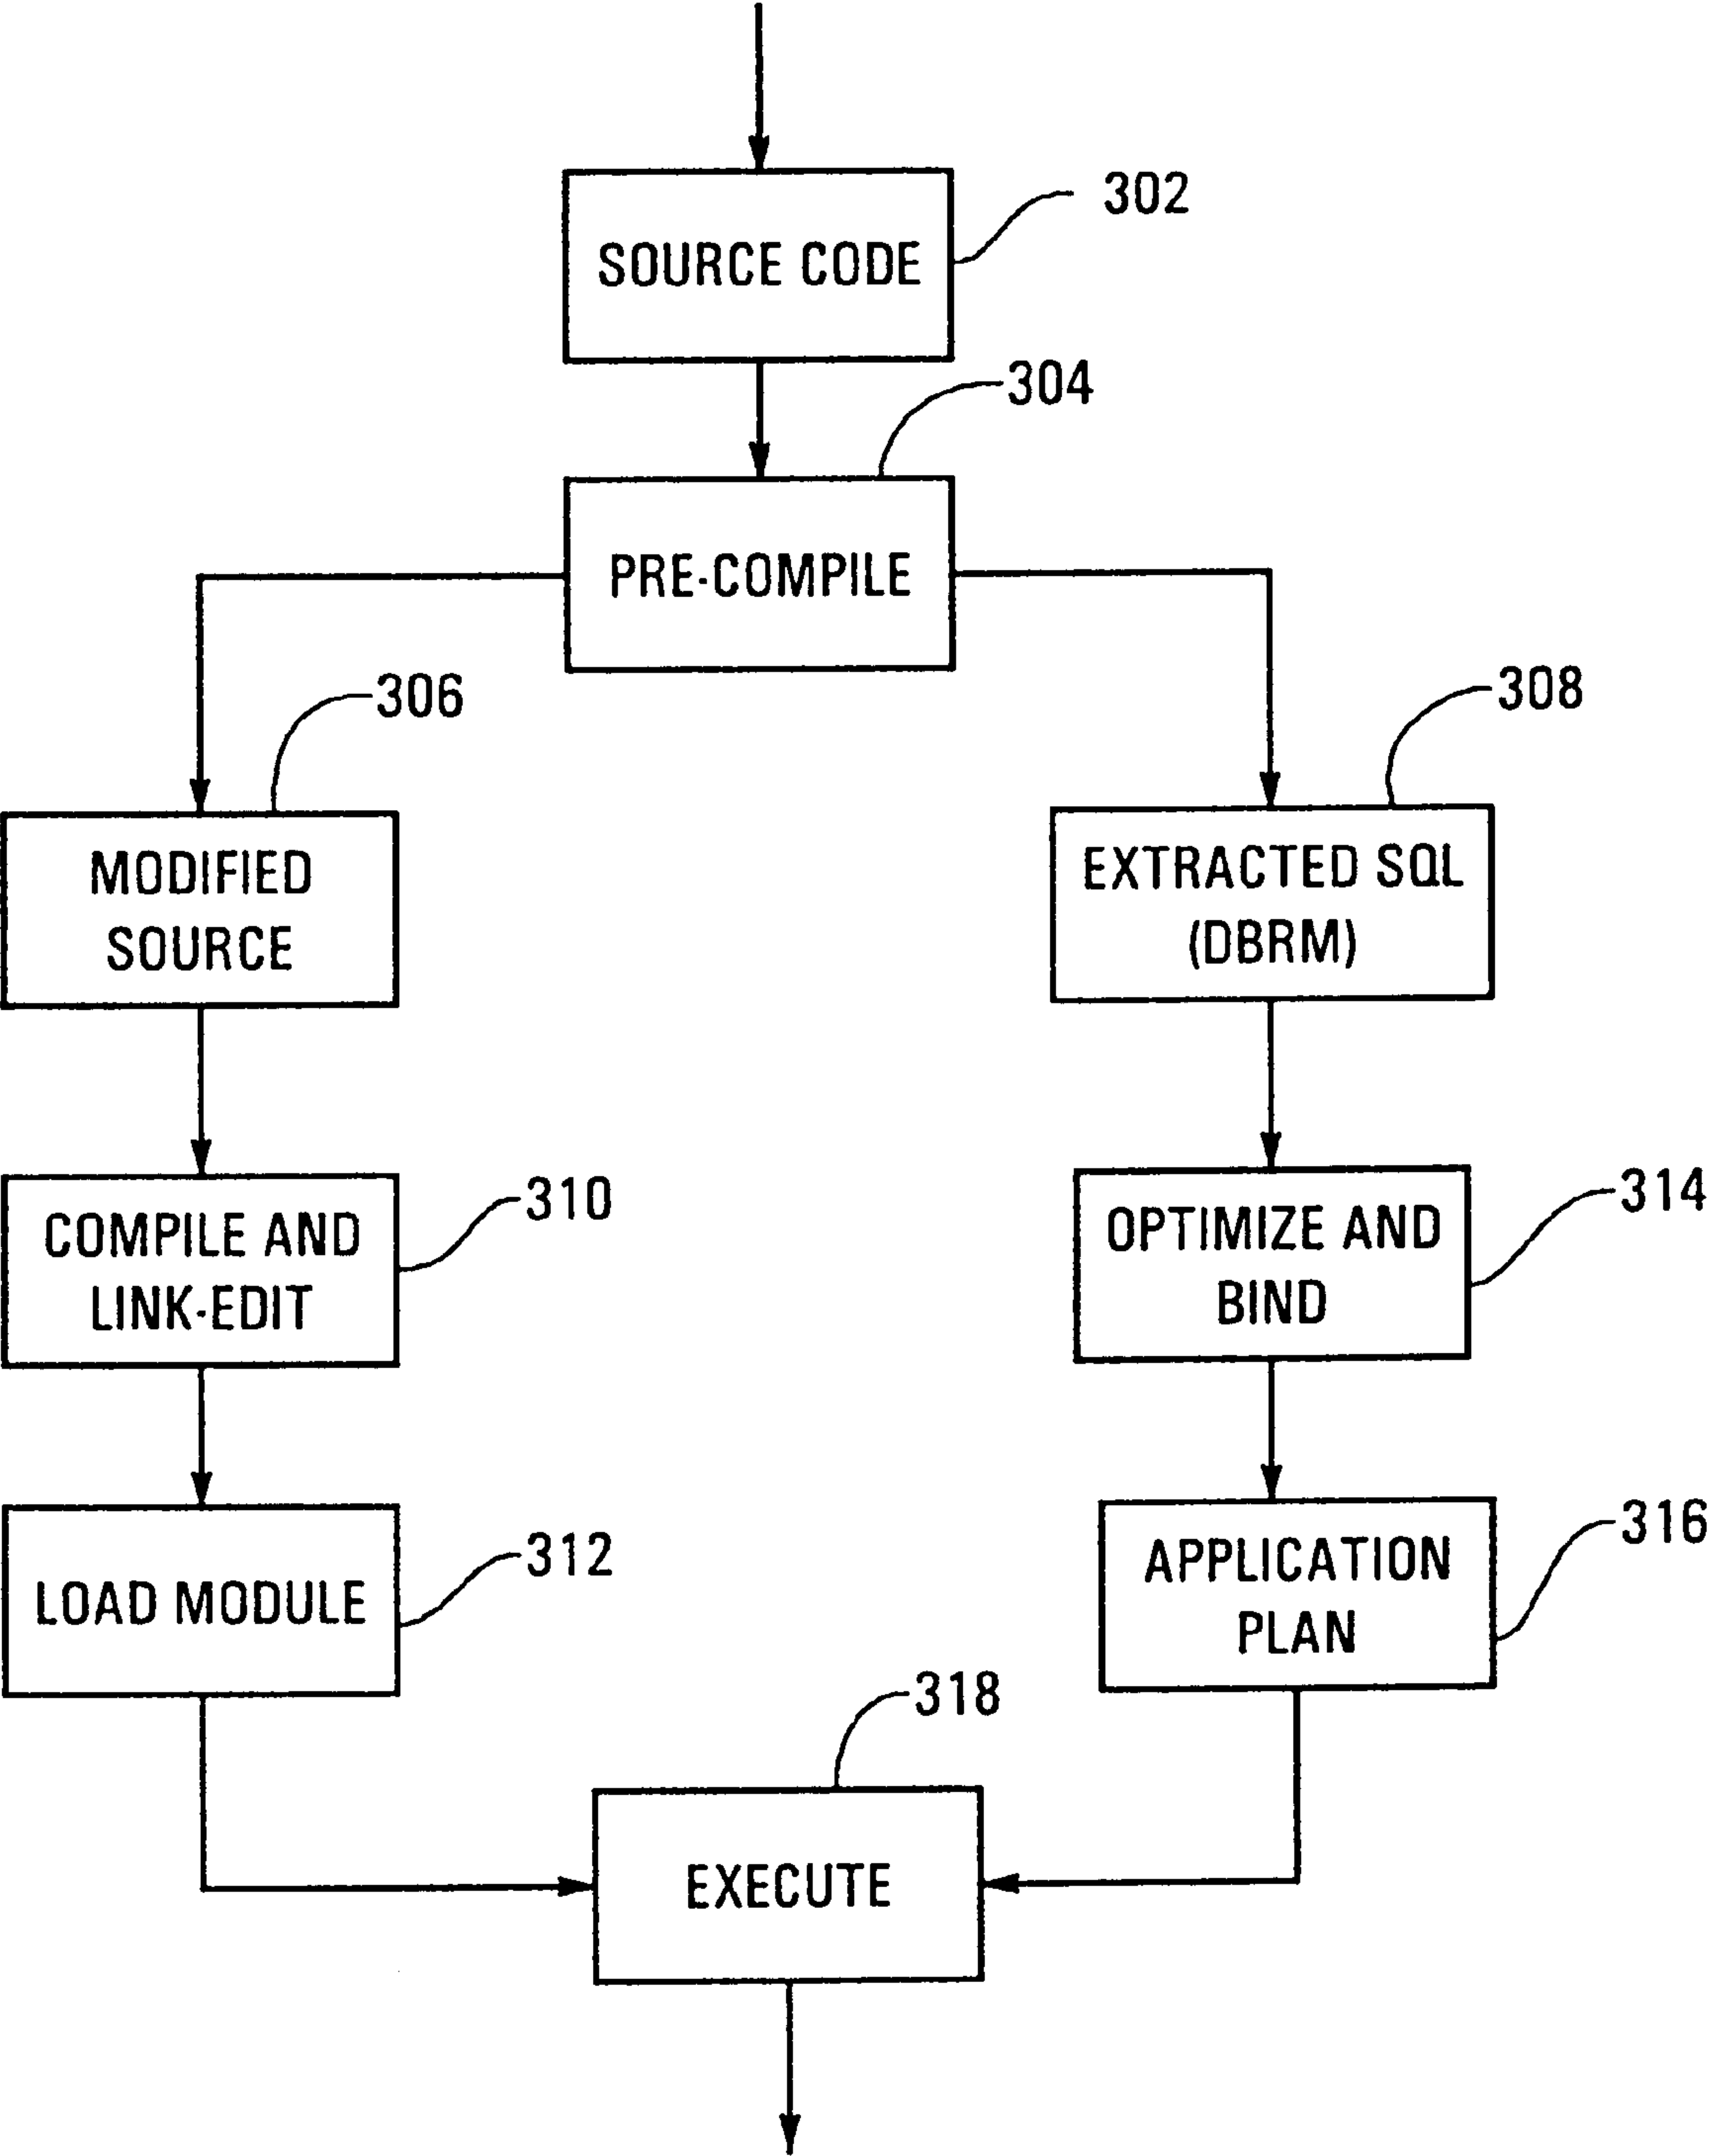 302
SOURCE CODE
304
PRE-COMPILE
306
MODIFIED
SOURCE
308
EXTRACTED SQL
(DBRM)
310
COMPILE AND
LINK-EDIT
314
OPTIMIZE AND
BIND
312
LOAD MODULE
316
APPLICATION
PLAN
318
EXECUTE